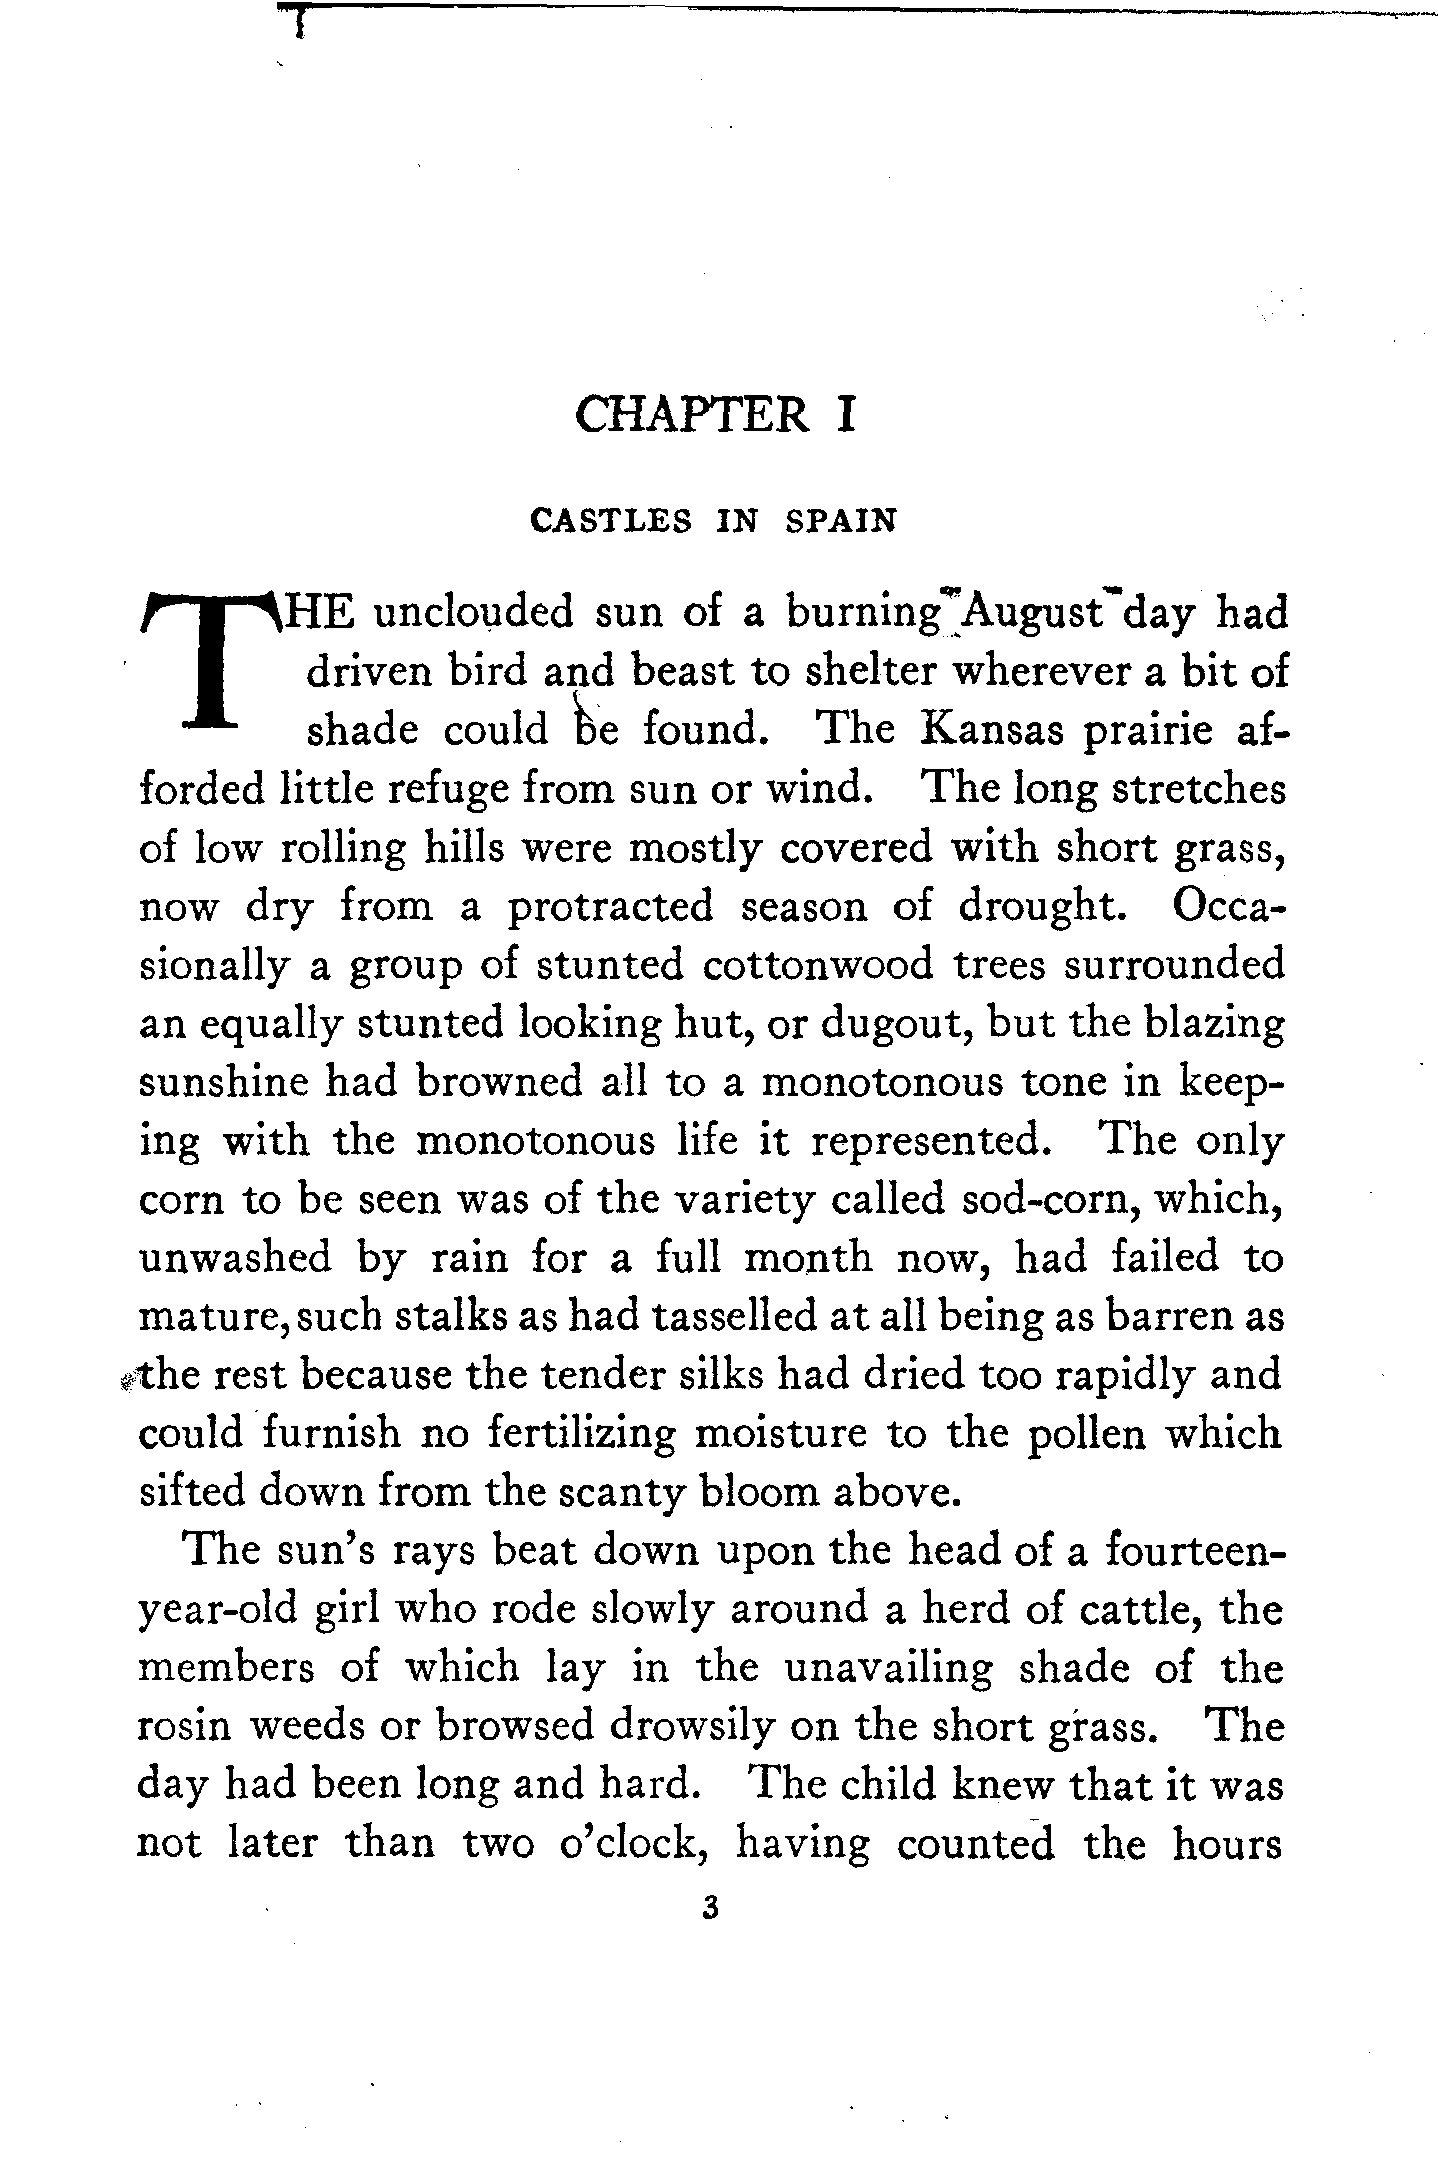 CHAPTER I
CASTLES IN SPAIN
THE unclouded sun of a burning August day had
driven bird and beast to shelter wherever a bit of
shade could be found. The Kansas prairie af-
forded little refuge from sun or wind. The long stretches
of low rolling hills were mostly covered with short grass,
now dry from a protracted season of drought. Occa-
sionally a group of stunted cottonwood trees surrounded
an equally stunted looking hut, or dugout, but the blazing
sunshine had browned all to a monotonous tone in keep-
ing with the monotonous life it represented. The only
corn to be seen was of the variety called sod-corn, which,
unwashed by rain for a full month now, had failed to
mature, such stalks as had tasselled at all being as barren as
the rest because the tender silks had dried too rapidly and
could furnish no fertilizing moisture to the pollen which
sifted down from the scanty bloom above.
The sun's rays beat down upon the head of a fourteen-
year-old girl who rode slowly around a herd of cattle, the
members of which lay in the unavailing shade of the
rosin weeds or browsed drowsily on the short grass. The
day had been long and hard. The child knew that it was
not later than two o'clock, having counted the hours
3